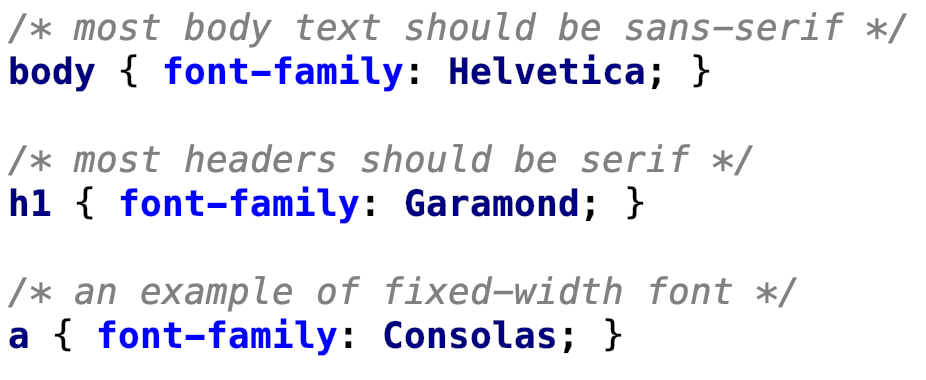 /* most body text should be sans-serif */
body { font-family: Helvetica; }
/* most headers should be serif */
h1 { font-family: Garamond; }
/* an example of fixed-width font */
a { font-family: Consolas; }